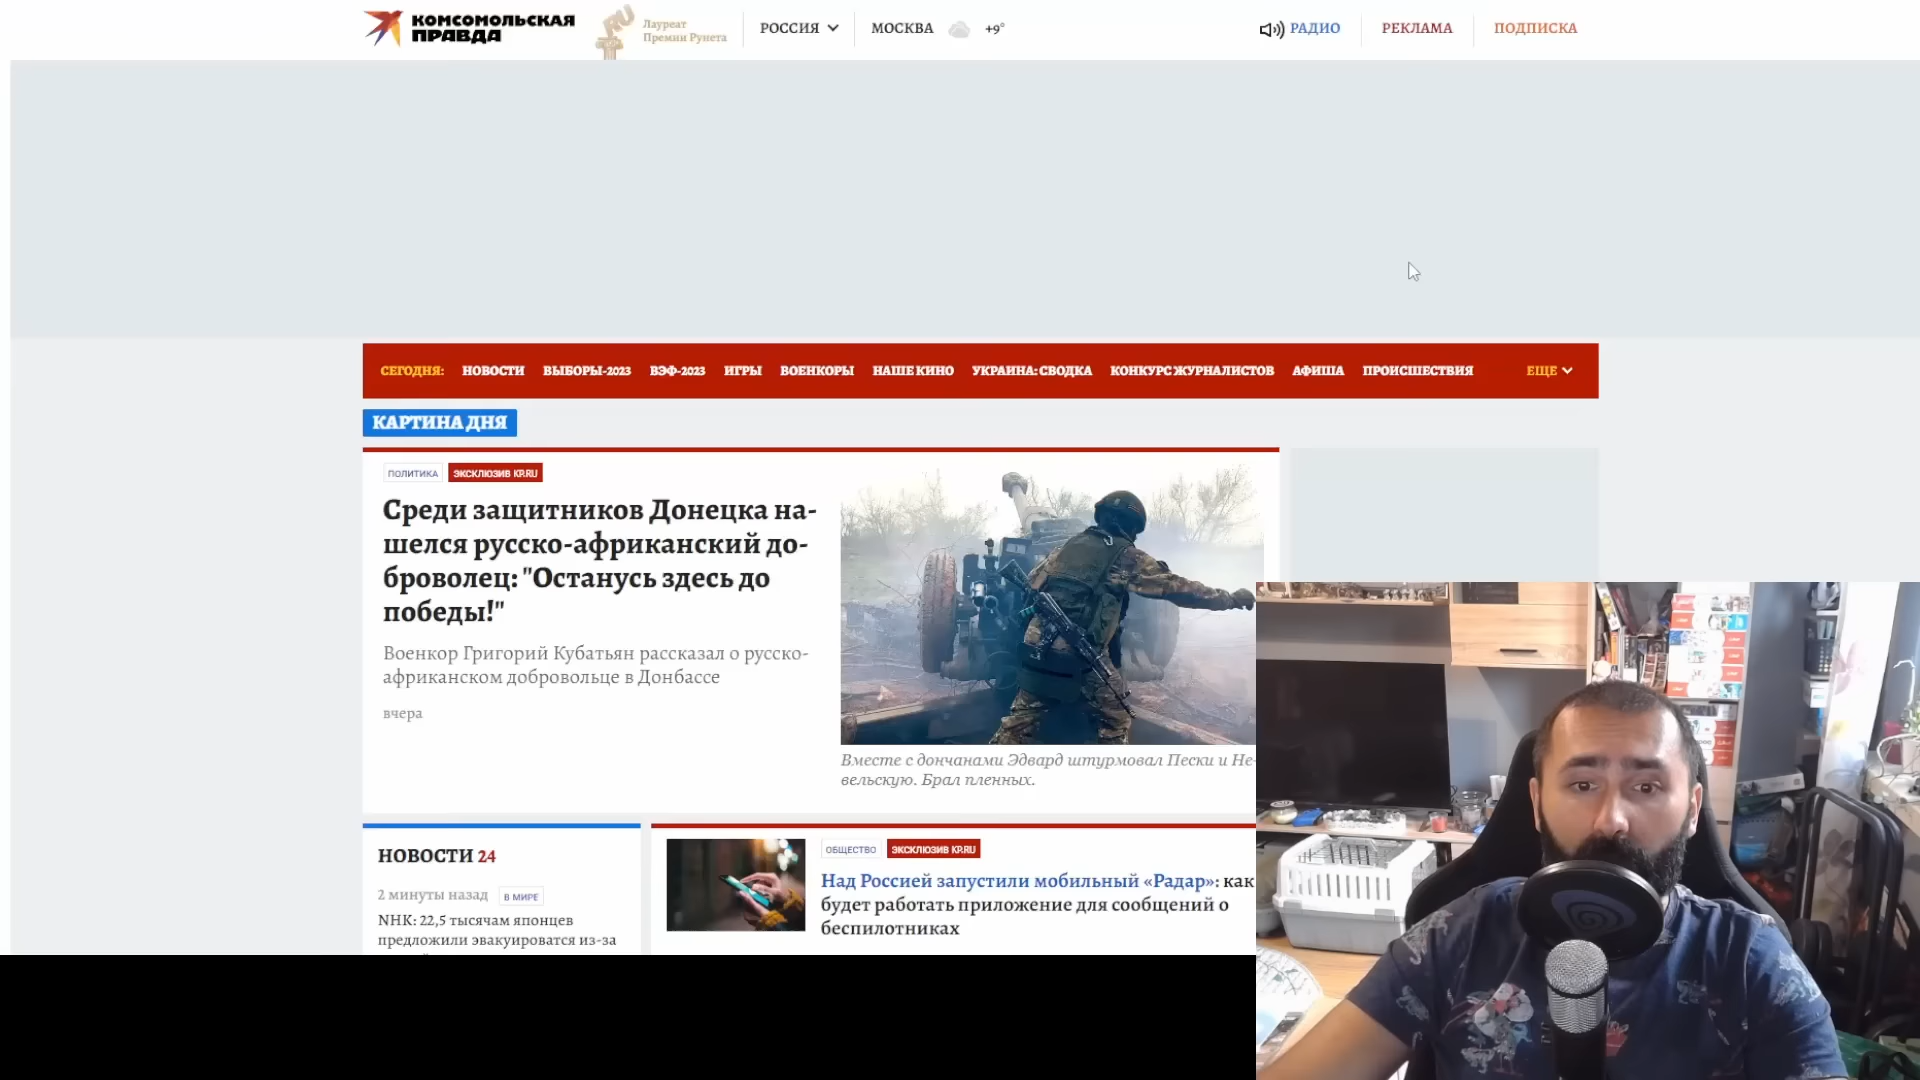 КОМСОМОЛЬСКАЯ
ПРАВДА
Лауреат
Премии Рунета
РОССИЯ
МОСКВА
+9°
РАДИО
РЕКЛАМА
ПОДПИСКА
СЕГОДНЯ: НОВОСТИ ВЫБОРЫ-2023 ВЭФ-2023 ИГРЫ ВОЕНКОРЫ НАШЕ КИНО УКРАИНА: СВОДКА КОНКУРС ЖУРНАЛИСТОВ АФИША ПРОИСШЕСТВИЯ ЕЩЕ
КАРТИНА ДНЯ
ПОЛИТИКА ЭКСКЛЮЗИВ KP.RU
Среди защитников Донецка на-
шелся русско-африканский до-
броволец: "Останусь здесь до
победы!"
Военкор Григорий Кубатьян рассказал о русско-
африканском добровольце в Донбассе
вчера
Вместе с дончанами Эдвард штурмовал Пески и Не-
вельскую. Брал пленных.
НОВОСТИ 24
2 минуты назад В МИРЕ
NHK: 22,5 тысячам японцев
предложили эвакуироватся из-за
ОБЩЕСТВО ЭКСКЛЮЗИВ KP.RU
Над Россией запустили мобильный «Радар»: как
будет работать приложение для сообщений о
беспилотниках